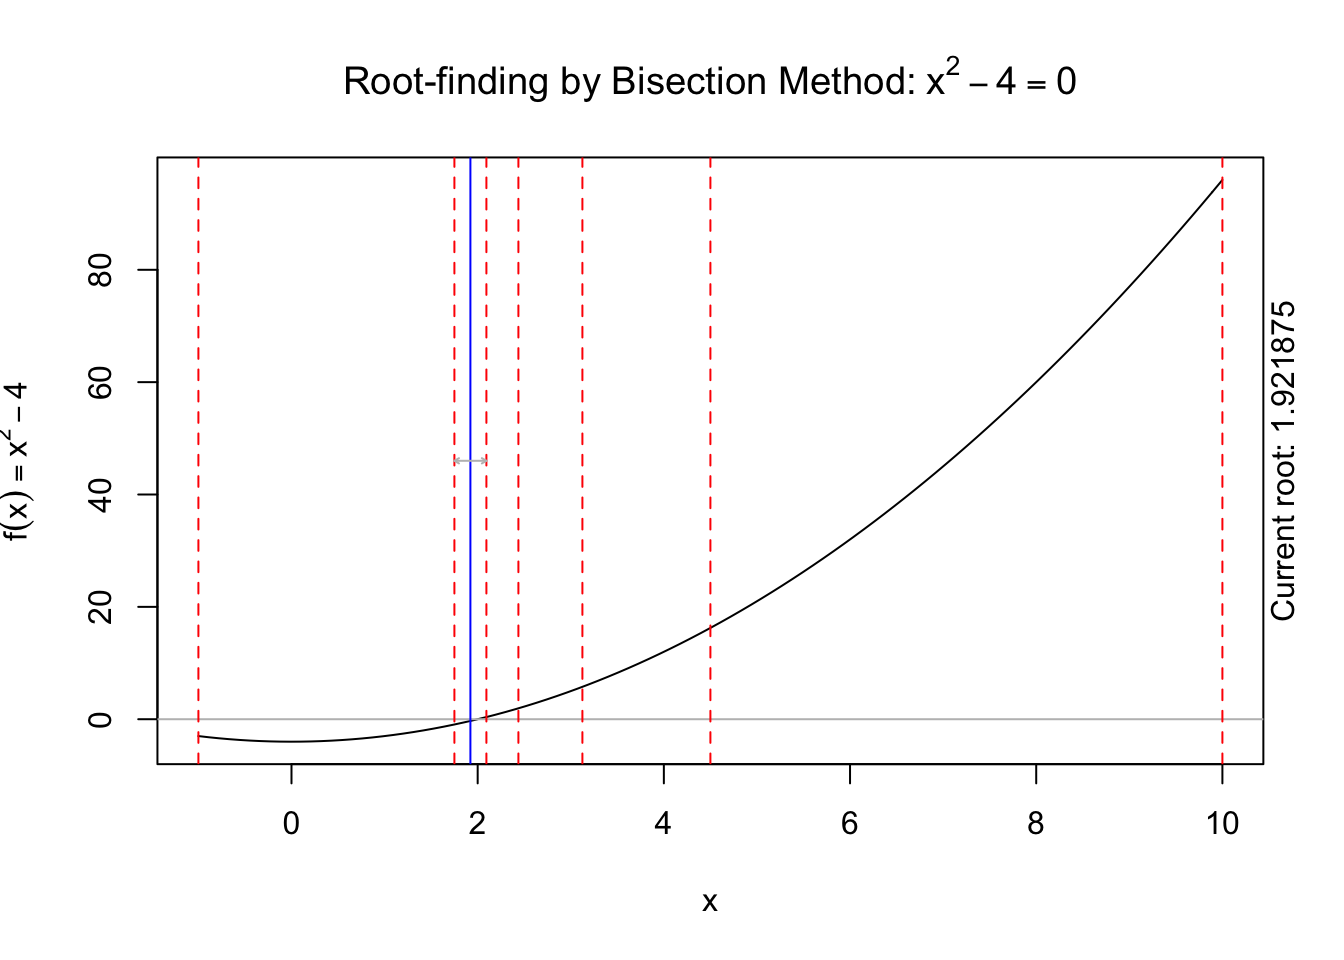 Root-finding by Bisection Method: x² − 4 = 0
f(x) = x² − 4
80
60
40
20
0
0 2 4 6 8 10
x
Current root: 1.921875